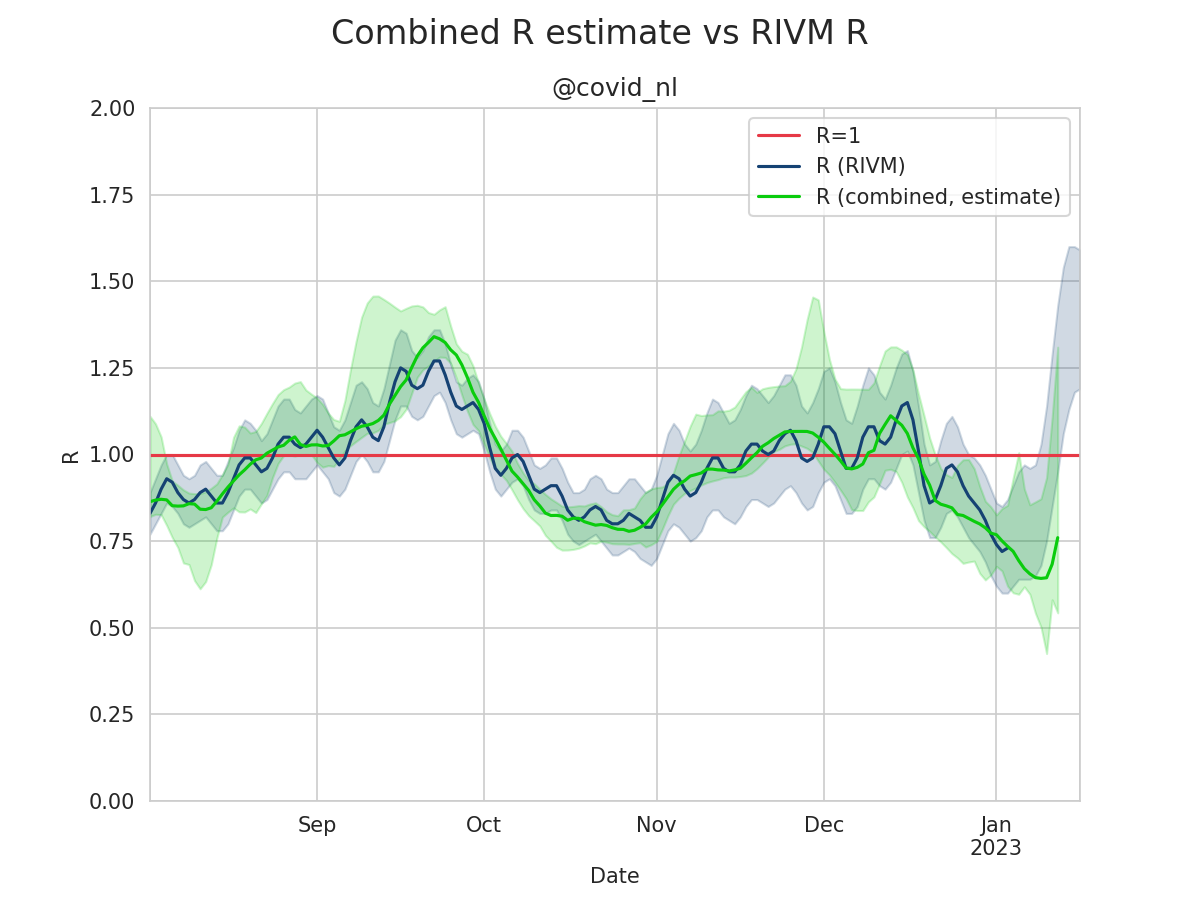 Combined R estimate vs RIVM R
@covid_nl
R=1
R (RIVM)
R (combined, estimate)
2.00
1.75
1.50
1.25
1.00
0.75
0.50
0.25
0.00
R
Sep Oct Nov Dec Jan
2023
Date